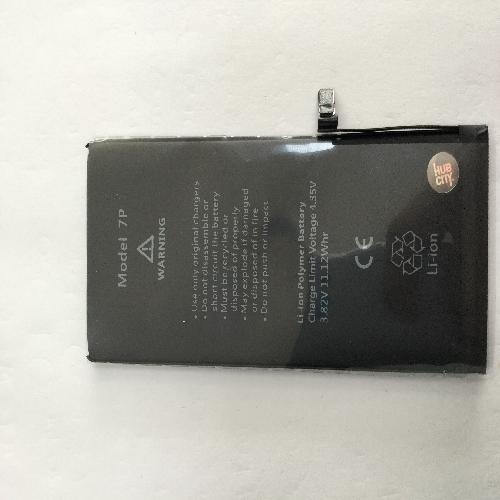 Model 7P
WARNING
• Use only original chargers
• Do not disassemble or
short circuit the battery
• Must be recycled or
disposed of properly
• May explode if damaged
or disposed of in fire
• Do not push or impact
Li-ion Polymer Battery
Charge Limit Voltage 4.35V
3.82V 11.12Whr
CE
Li-ion
HUB
CITY